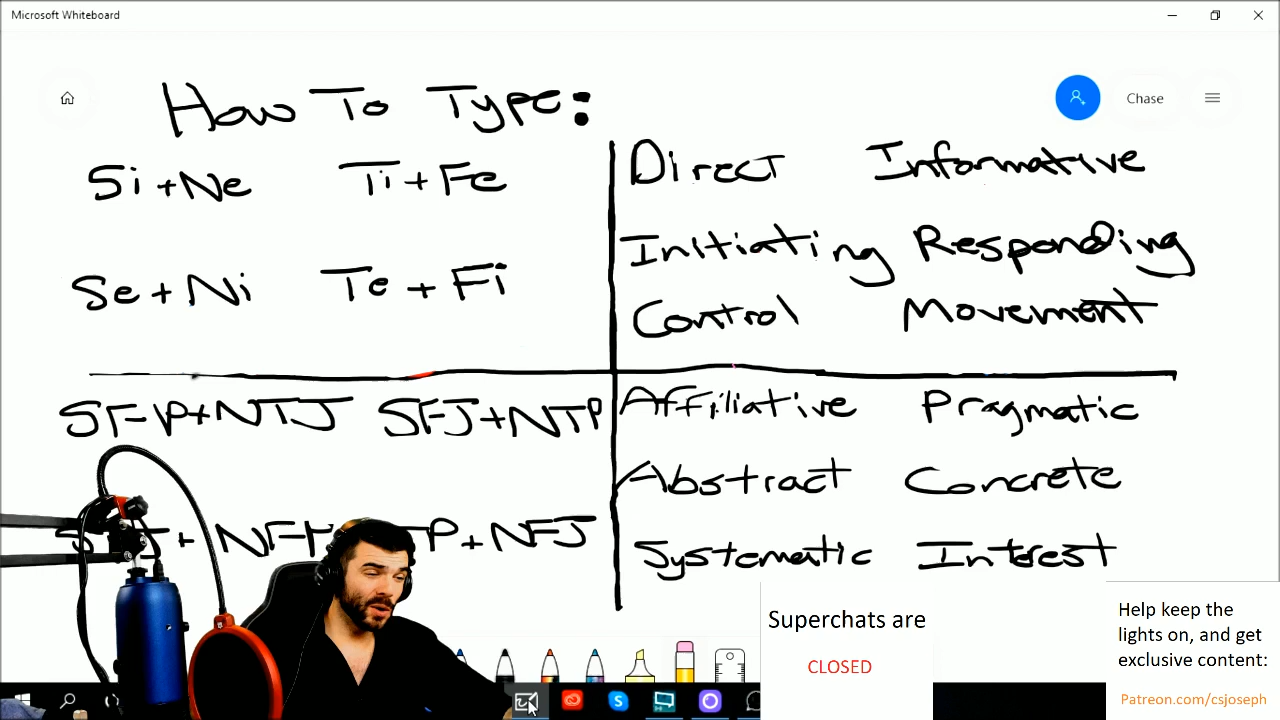 Microsoft Whiteboard
Chase
How To Type:
Si + Ne Ti + Fe
Se + Ni Te + Fi
SFP + NTJ SFJ + NTP
+ NF P + NFJ
Direct Informative
Initiating Responding
Control Movement
Affiliative Pragmatic
Abstract Concrete
Systematic Interest
Superchats are
CLOSED
Help keep the
lights on, and get
exclusive content:
Patreon.com/csjoseph